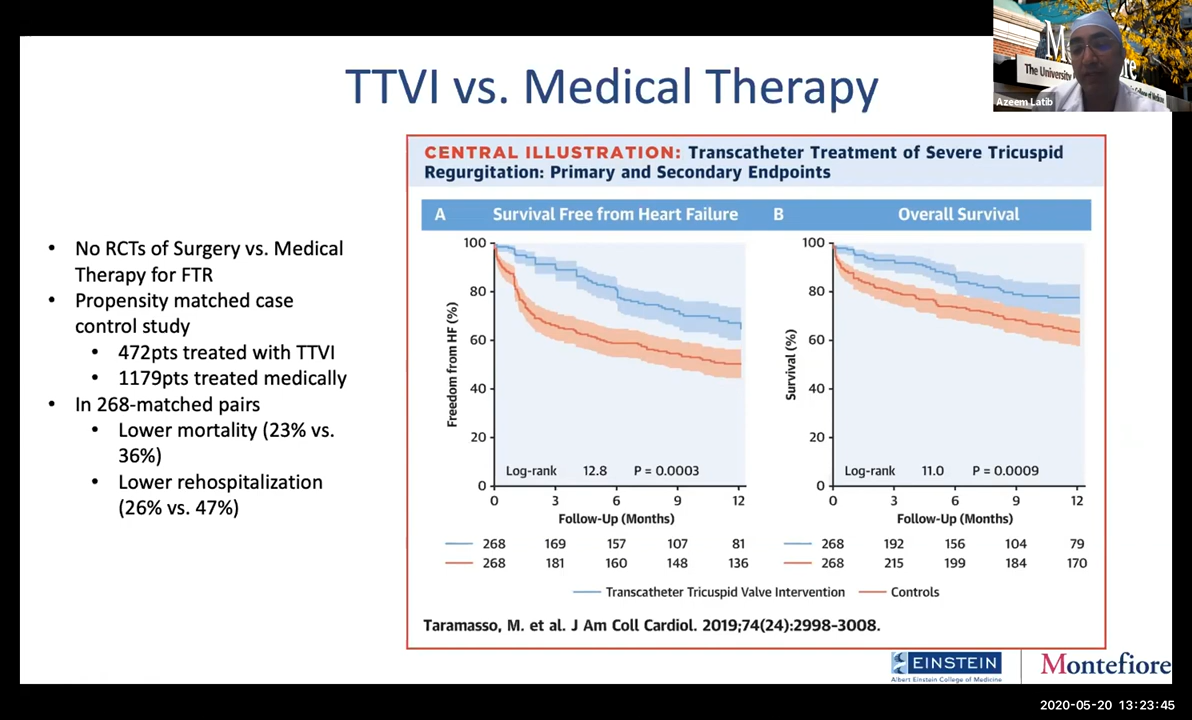 TTVI vs. Medical Therapy
The University
Azeem Latib
• No RCTs of Surgery vs. Medical
Therapy for FTR
• Propensity matched case
control study
• 472pts treated with TTVI
• 1179pts treated medically
• In 268-matched pairs
• Lower mortality (23% vs.
36%)
• Lower rehospitalization
(26% vs. 47%)
CENTRAL ILLUSTRATION: Transcatheter Treatment of Severe Tricuspid
Regurgitation: Primary and Secondary Endpoints
A Survival Free from Heart Failure
Freedom from HF (%)
100
80
60
40
20
0
Log-rank 12.8 P = 0.0003
0 3 6 9 12
Follow-Up (Months)
268 169 157 107 81
268 181 160 148 136
B Overall Survival
Survival (%)
100
80
60
40
20
0
Log-rank 11.0 P = 0.0009
0 3 6 9 12
Follow-Up (Months)
268 192 156 104 79
268 215 199 184 170
Transcatheter Tricuspid Valve Intervention Controls
Taramasso, M. et al. J Am Coll Cardiol. 2019;74(24):2998-3008.
EINSTEIN
Albert Einstein College of Medicine
Montefiore
2020-05-20 13:23:45